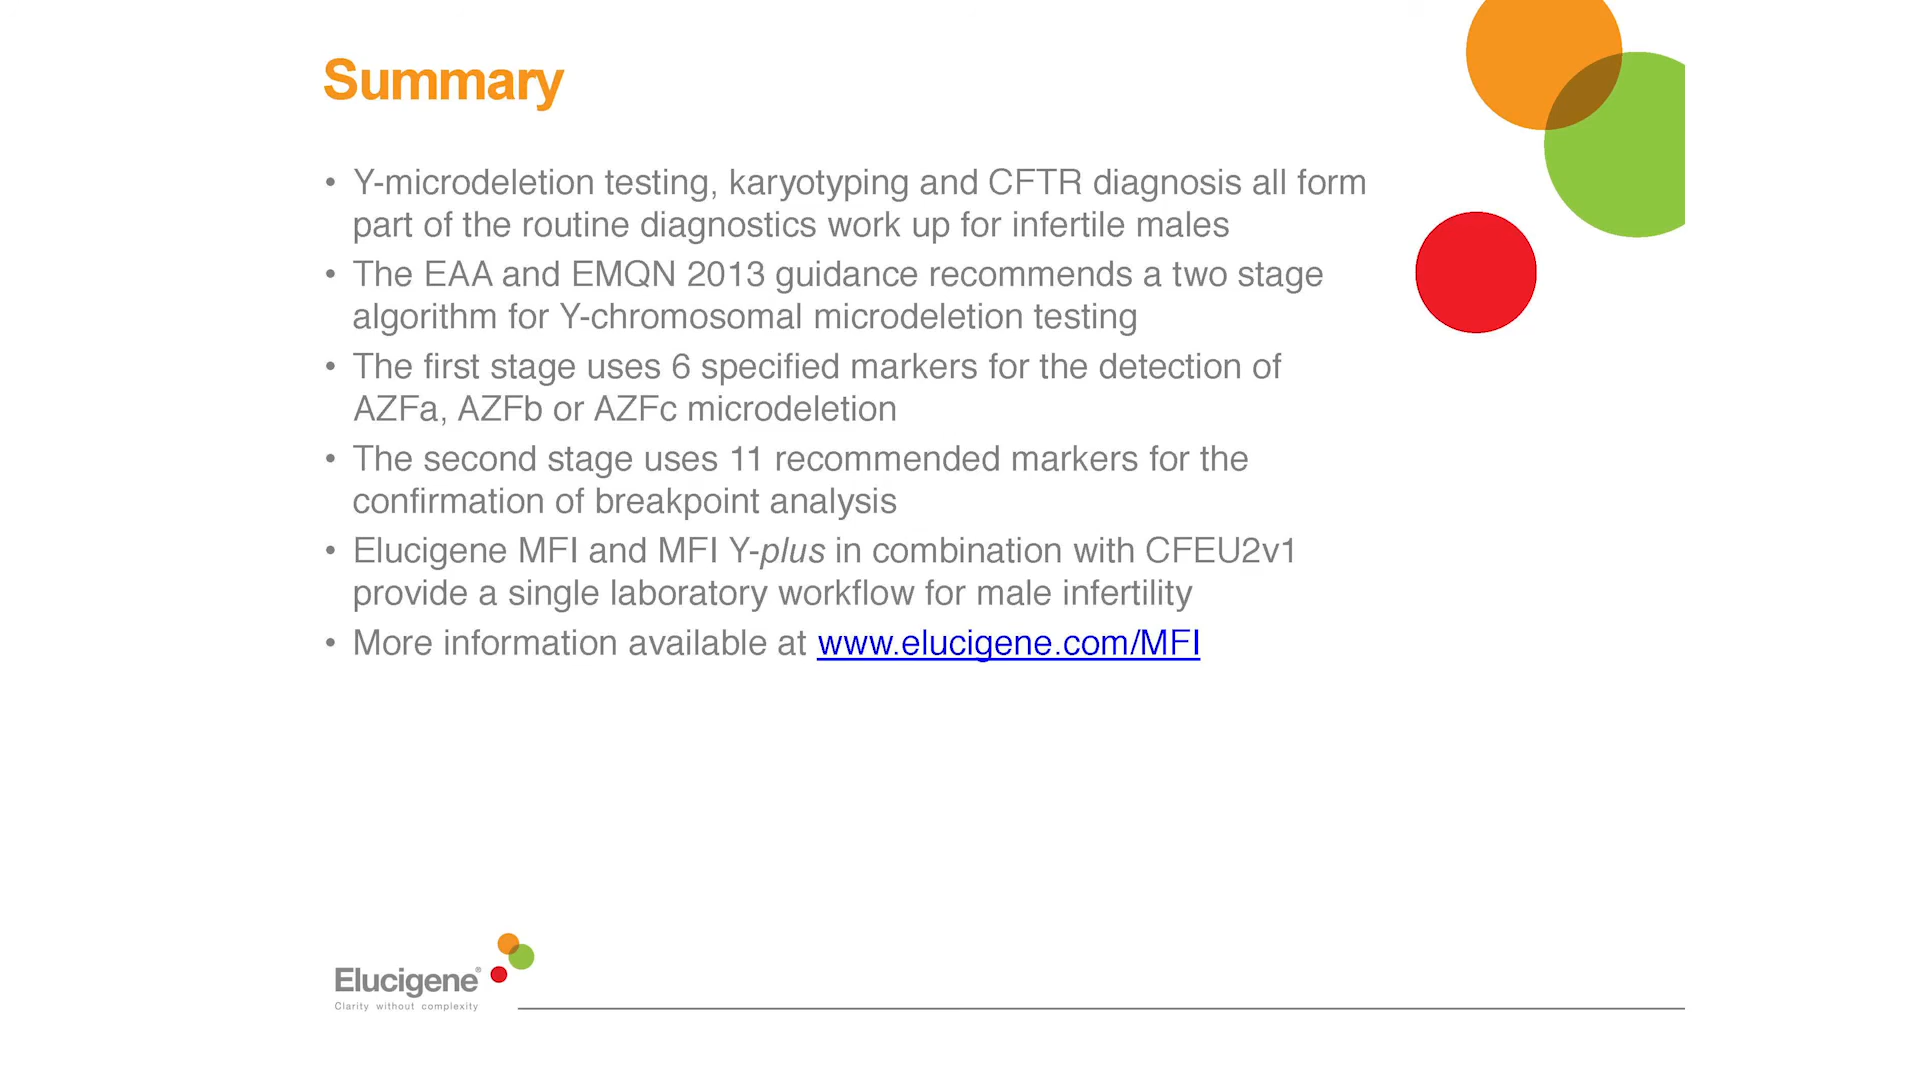 Summary
• Y-microdeletion testing, karyotyping and CFTR diagnosis all form
part of the routine diagnostics work up for infertile males
• The EAA and EMQN 2013 guidance recommends a two stage
algorithm for Y-chromosomal microdeletion testing
• The first stage uses 6 specified markers for the detection of
AZFa, AZFb or AZFc microdeletion
• The second stage uses 11 recommended markers for the
confirmation of breakpoint analysis
• Elucigene MFI and MFI Y-plus in combination with CFEU2v1
provide a single laboratory workflow for male infertility
• More information available at www.elucigene.com/MFI
Elucigene®
Clarity without complexity